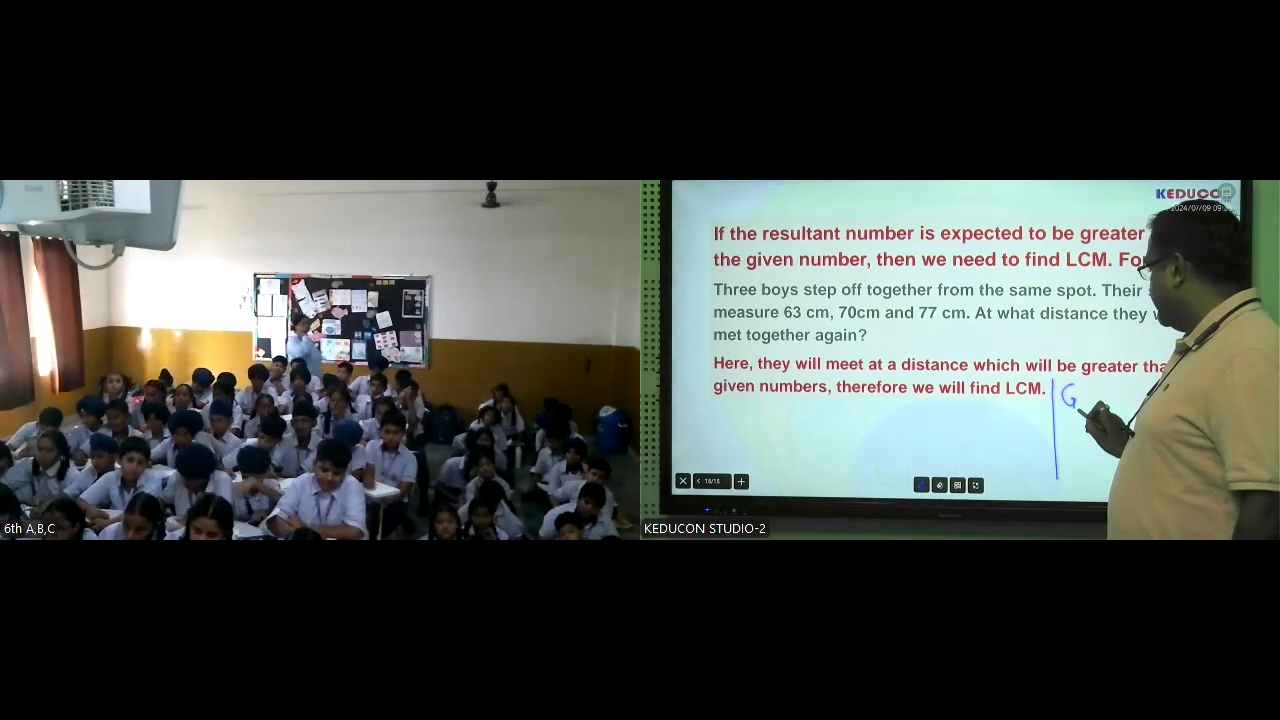 KEDUCO
2024/07/09 09:
If the resultant number is expected to be greater
the given number, then we need to find LCM.
Three boys step off together from the same spot. Their
measure 63 cm, 70cm and 77 cm. At what distance they
met together again?
Here, they will meet at a distance which will be greater
given numbers, therefore we will find LCM.
G
15/15
6th A,B,C
KEDUCON STUDIO-2